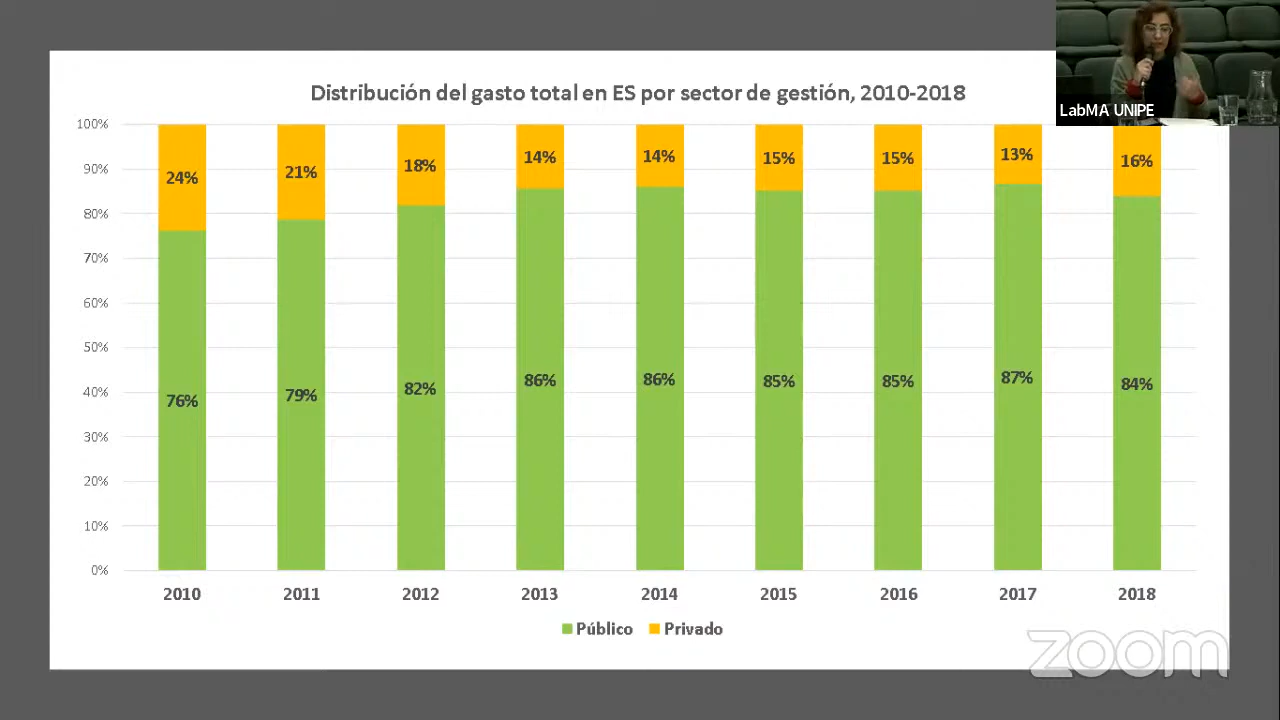 LabMA UNIPE
Distribución del gasto total en ES por sector de gestión, 2010-2018
100%
90%
80%
70%
60%
50%
40%
30%
20%
10%
0%
24% 21% 18% 14% 14% 15% 15% 13% 16%
76% 79% 82% 86% 86% 85% 85% 87% 84%
2010 2011 2012 2013 2014 2015 2016 2017 2018
Público Privado
zoom